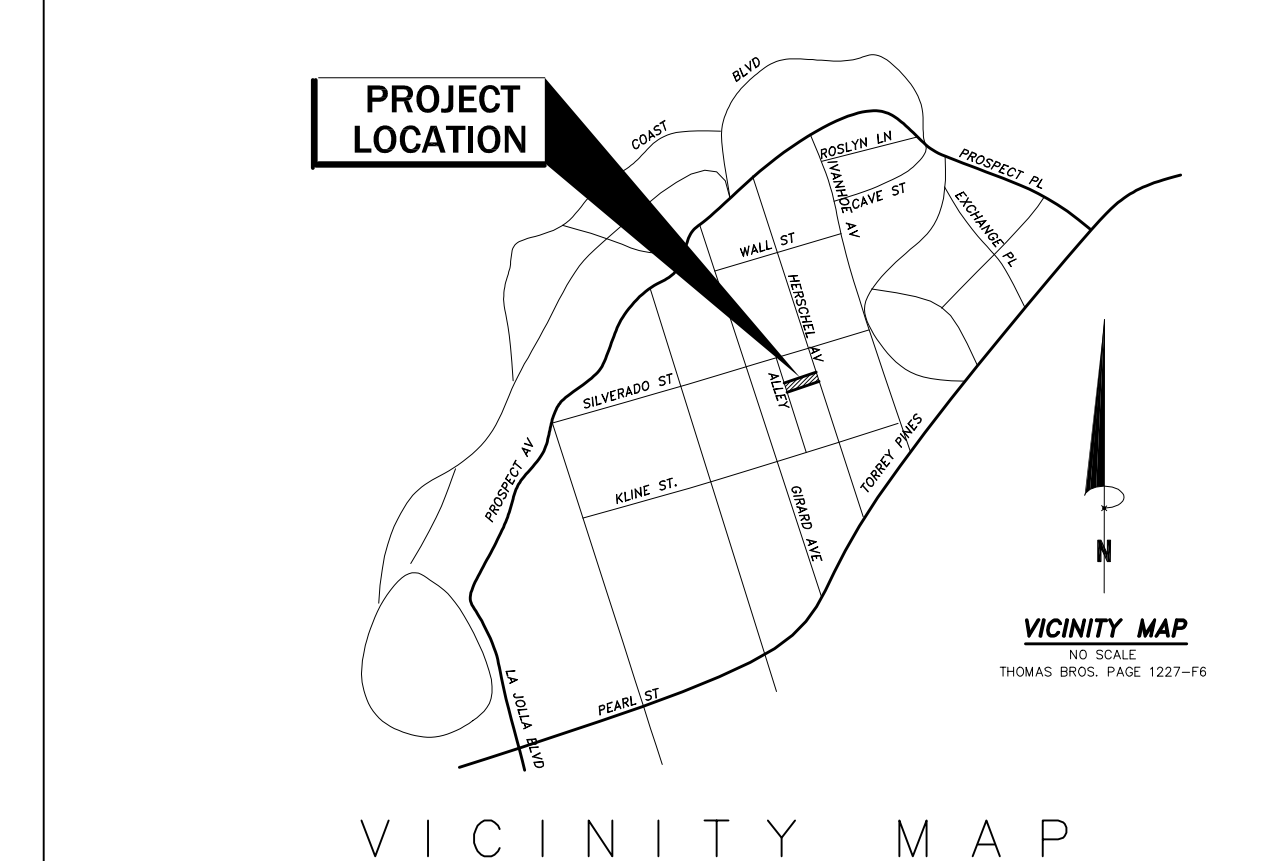 PROJECT
LOCATION
COAST
BLVD
ROSLYN LN
PROSPECT PL
IVANHOE AV
CAVE ST
EXCHANGE PL
WALL ST
HERSCHEL AV
SILVERADO ST
ALLEY
PROSPECT AV
KLINE ST.
GIRARD AVE
TORREY PINES
LA JOLLA BLVD
PEARL ST
N
VICINITY MAP
NO SCALE
THOMAS BROS. PAGE 1227-F6
VICINITY MAP